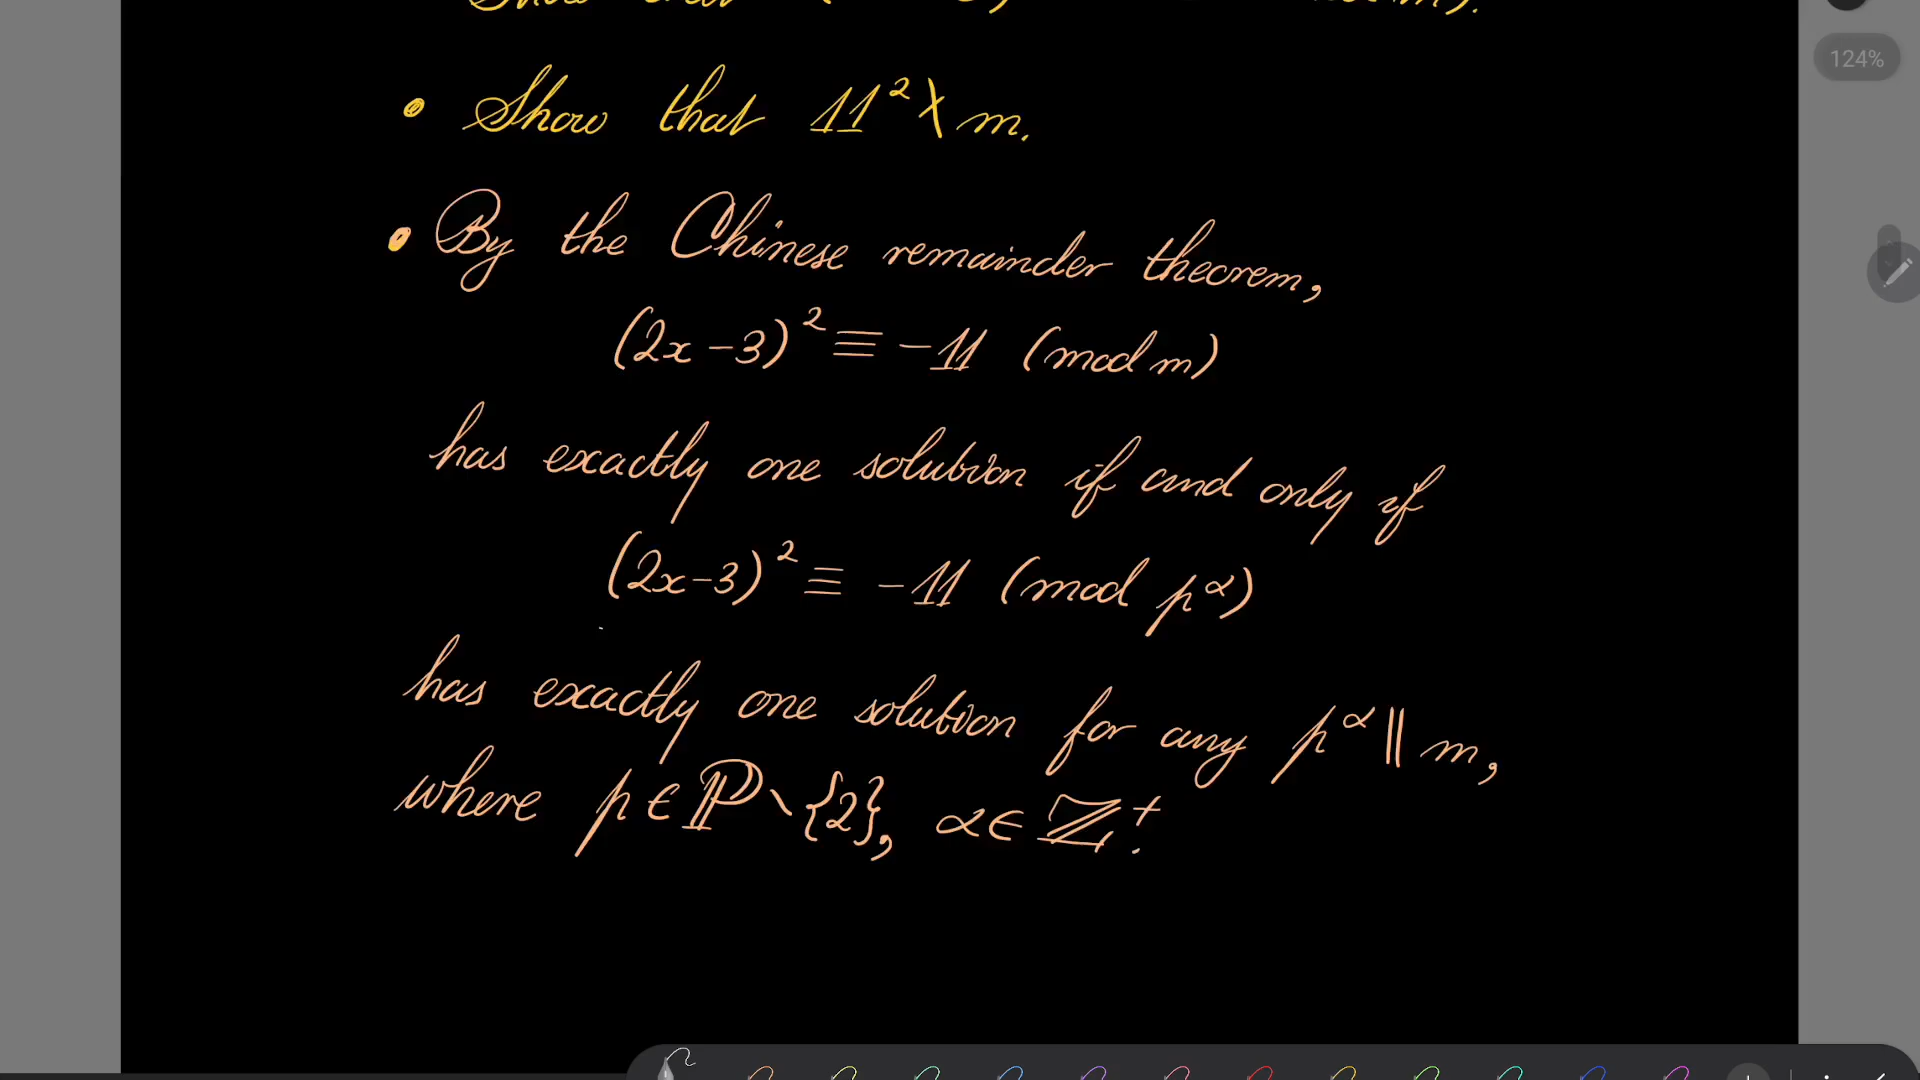 • Show that 11² ∤ m.
• By the Chinese remainder theorem,
(2x-3)² ≡ -11 (mod m)
has exactly one solution if and only if
(2x-3)² ≡ -11 (mod p^α)
has exactly one solution for any p^α || m,
where p ∈ ℙ∖{2}, α ∈ ℤ⁺.
124%